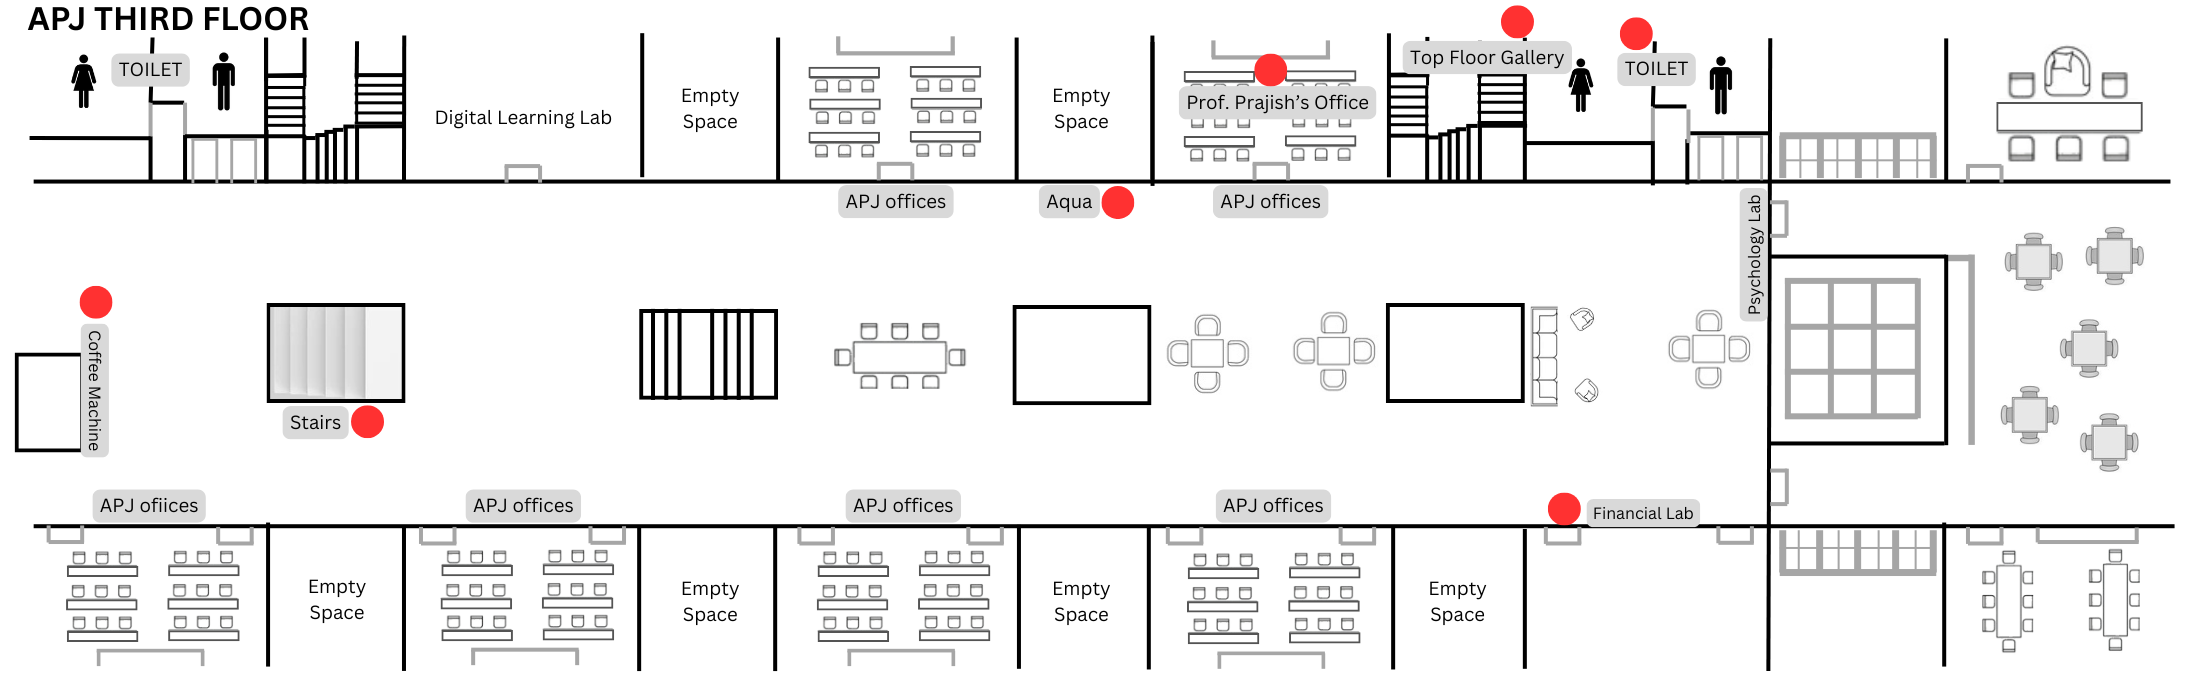 APJ THIRD FLOOR
TOILET
Digital Learning Lab
Empty
Space
Empty
Space
Prof. Prajish's Office
Top Floor Gallery
TOILET
APJ offices
Aqua
APJ offices
Psychology Lab
Coffee Machine
Stairs
APJ ofiices
APJ offices
APJ offices
APJ offices
Financial Lab
Empty
Space
Empty
Space
Empty
Space
Empty
Space